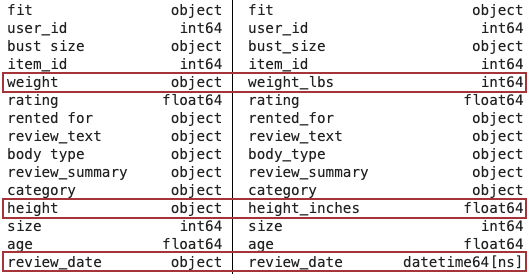 fit object fit object
user_id int64 user_id int64
bust size object bust_size object
item_id int64 item_id int64
weight object weight_lbs int64
rating float64 rating float64
rented for object rented_for object
review_text object review_text object
body type object body_type object
review_summary object review_summary object
category object category object
height object height_inches float64
size int64 size int64
age float64 age float64
review_date object review_date datetime64[ns]